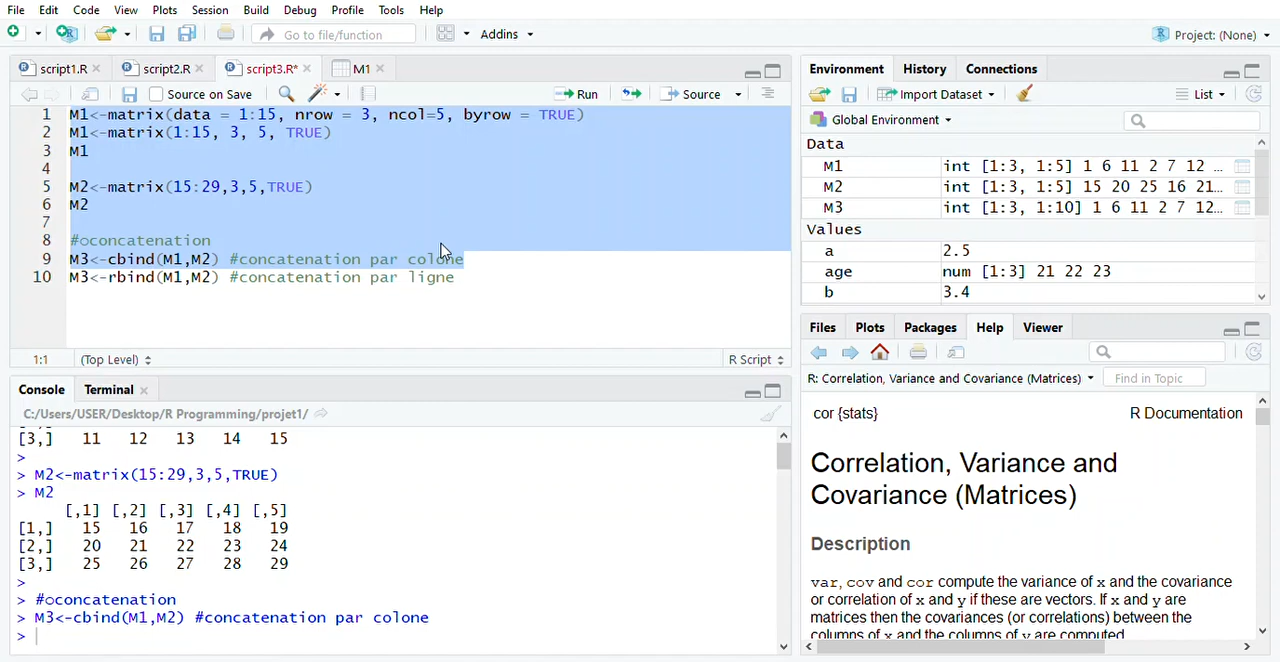 File Edit Code View Plots Session Build Debug Profile Tools Help
Go to file/function Addins Project: (None)
script1.R script2.R script3.R* M1
Source on Save Run Source
1 M1<-matrix(data = 1:15, nrow = 3, ncol=5, byrow = TRUE)
2 M1<-matrix(1:15, 3, 5, TRUE)
3 M1
4
5 M2<-matrix(15:29,3,5,TRUE)
6 M2
7
8 #oconcatenation
9 M3<-cbind(M1,M2) #concatenation par colone
10 M3<-rbind(M1,M2) #concatenation par ligne
1:1 (Top Level) R Script
Console Terminal
C:/Users/USER/Desktop/R Programming/projet1/
[3,] 11 12 13 14 15
>
> M2<-matrix(15:29,3,5,TRUE)
> M2
[,1] [,2] [,3] [,4] [,5]
[1,] 15 16 17 18 19
[2,] 20 21 22 23 24
[3,] 25 26 27 28 29
>
> #oconcatenation
> M3<-cbind(M1,M2) #concatenation par colone
>
Environment History Connections
Import Dataset List
Global Environment
Data
M1 int [1:3, 1:5] 1 6 11 2 7 12 ...
M2 int [1:3, 1:5] 15 20 25 16 21...
M3 int [1:3, 1:10] 1 6 11 2 7 12...
Values
a 2.5
age num [1:3] 21 22 23
b 3.4
Files Plots Packages Help Viewer
R: Correlation, Variance and Covariance (Matrices) Find in Topic
cor {stats} R Documentation
Correlation, Variance and
Covariance (Matrices)
Description
var, cov and cor compute the variance of x and the covariance
or correlation of x and y if these are vectors. If x and y are
matrices then the covariances (or correlations) between the
columns of x and the columns of y are computed.